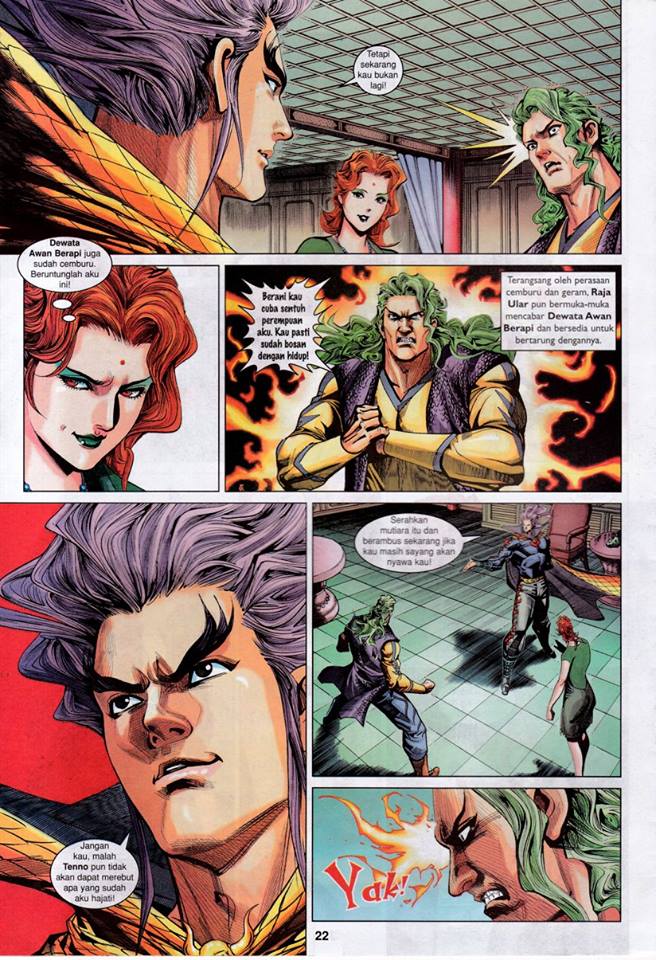 Tetapi
sekarang
kau bukan
lagi!
Dewata
Awan Berapi juga
sudah cemburu.
Beruntunglah aku
ini!
Berani kau
cuba sentuh
perempuan
aku. Kau pasti
sudah bosan
dengan hidup!
Terangsang oleh perasaan
cemburu dan geram, Raja
Ular pun bermuka-muka
mencabar Dewata Awan
Berapi dan bersedia untuk
bertarung dengannya.
Jangan
kau, malah
Tenno pun tidak
akan dapat merebut
apa yang sudah
aku hajati!
Serahkan
mutiara itu dan
berambus sekarang jika
kau masih sayang akan
nyawa kau!
Yak!
22